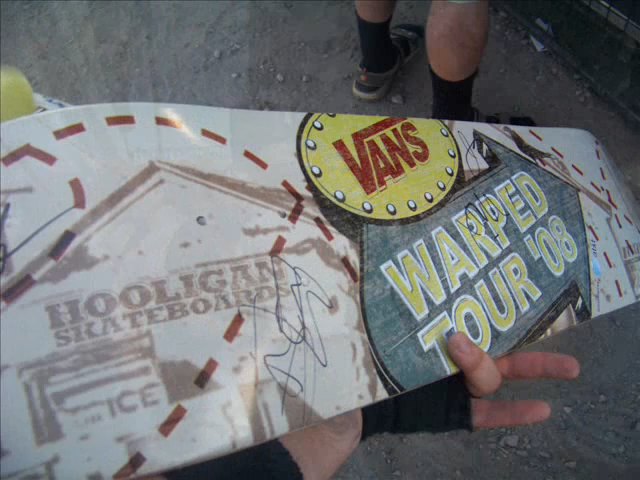 VANS
WARPED
TOUR '08
HOOLIGAN
SKATEBOARDS
ICE